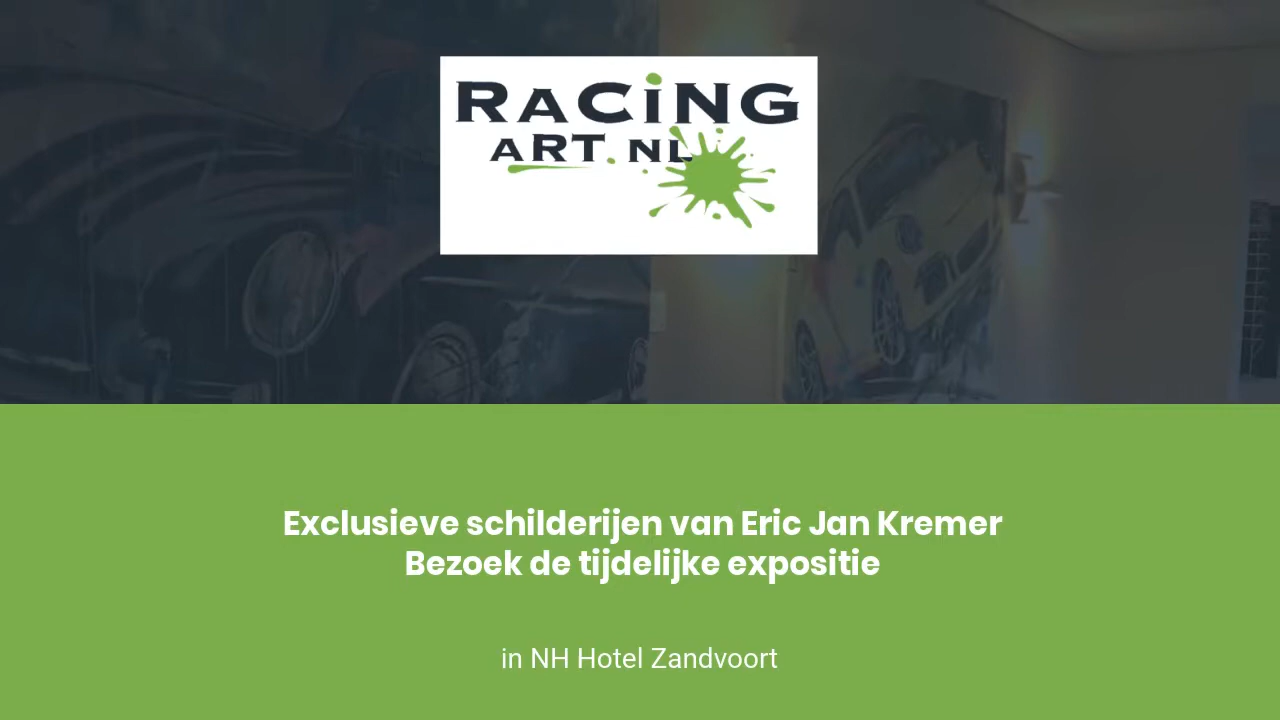 RACiNG
ART.NL
Exclusieve schilderijen van Eric Jan Kremer
Bezoek de tijdelijke expositie
in NH Hotel Zandvoort